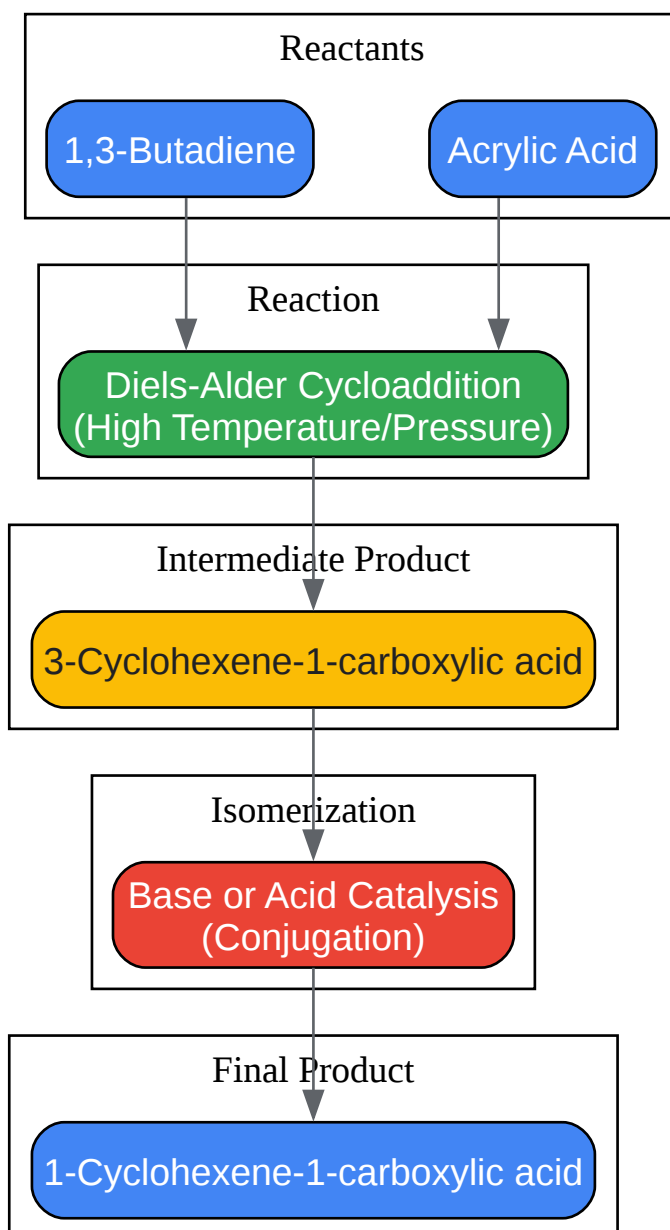 Reactants
1,3-Butadiene
Acrylic Acid
Reaction
Diels-Alder Cycloaddition
(High Temperature/Pressure)
Intermediate Product
3-Cyclohexene-1-carboxylic acid
Isomerization
Base or Acid Catalysis
(Conjugation)
Final Product
1-Cyclohexene-1-carboxylic acid